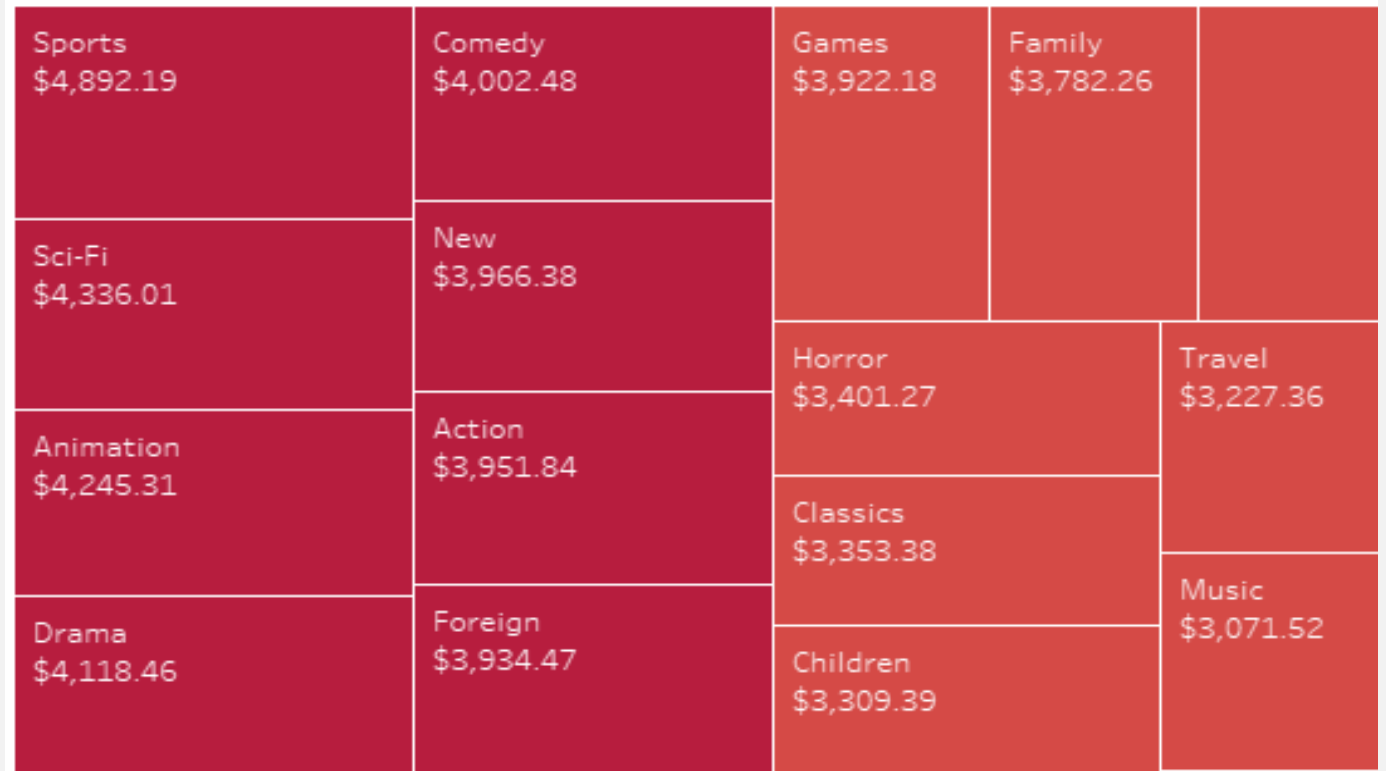 Sports
$4,892.19
Sci-Fi
$4,336.01
Animation
$4,245.31
Drama
$4,118.46
Comedy
$4,002.48
New
$3,966.38
Action
$3,951.84
Foreign
$3,934.47
Games
$3,922.18
Family
$3,782.26
Horror
$3,401.27
Classics
$3,353.38
Children
$3,309.39
Travel
$3,227.36
Music
$3,071.52